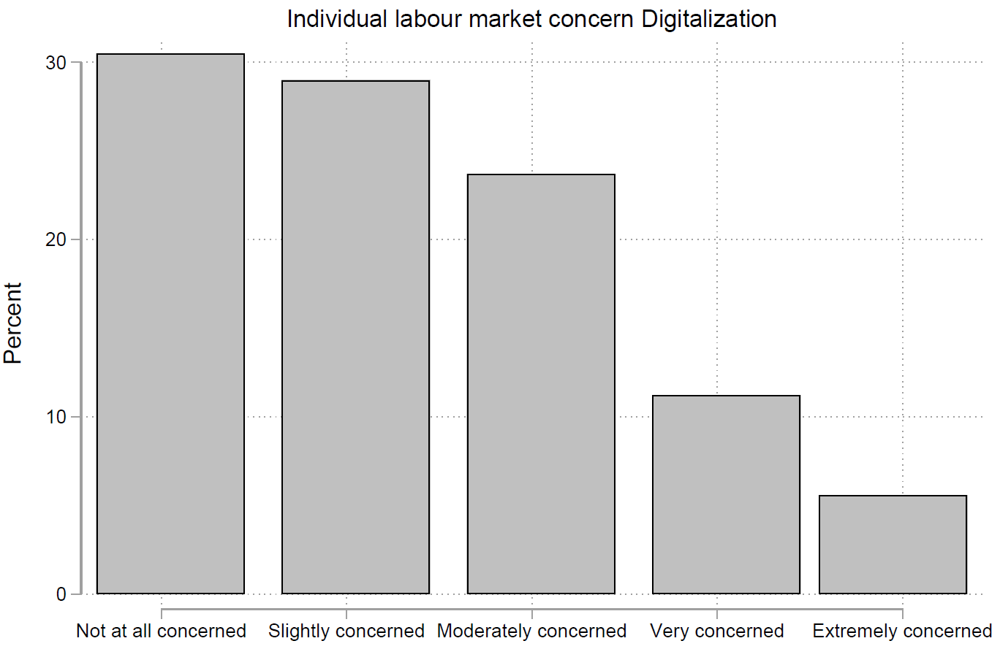 Individual labour market concern Digitalization
30
20
10
0
Percent
Not at all concerned
Slightly concerned
Moderately concerned
Very concerned
Extremely concerned